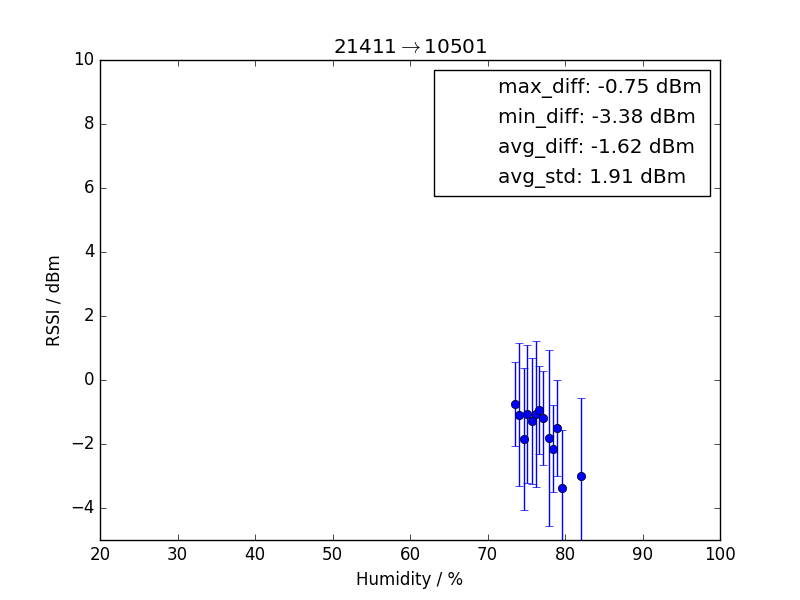 21411→10501
max_diff: -0.75 dBm
min_diff: -3.38 dBm
avg_diff: -1.62 dBm
avg_std: 1.91 dBm
10
8
6
4
2
0
−2
−4
RSSI / dBm
20 30 40 50 60 70 80 90 100
Humidity / %